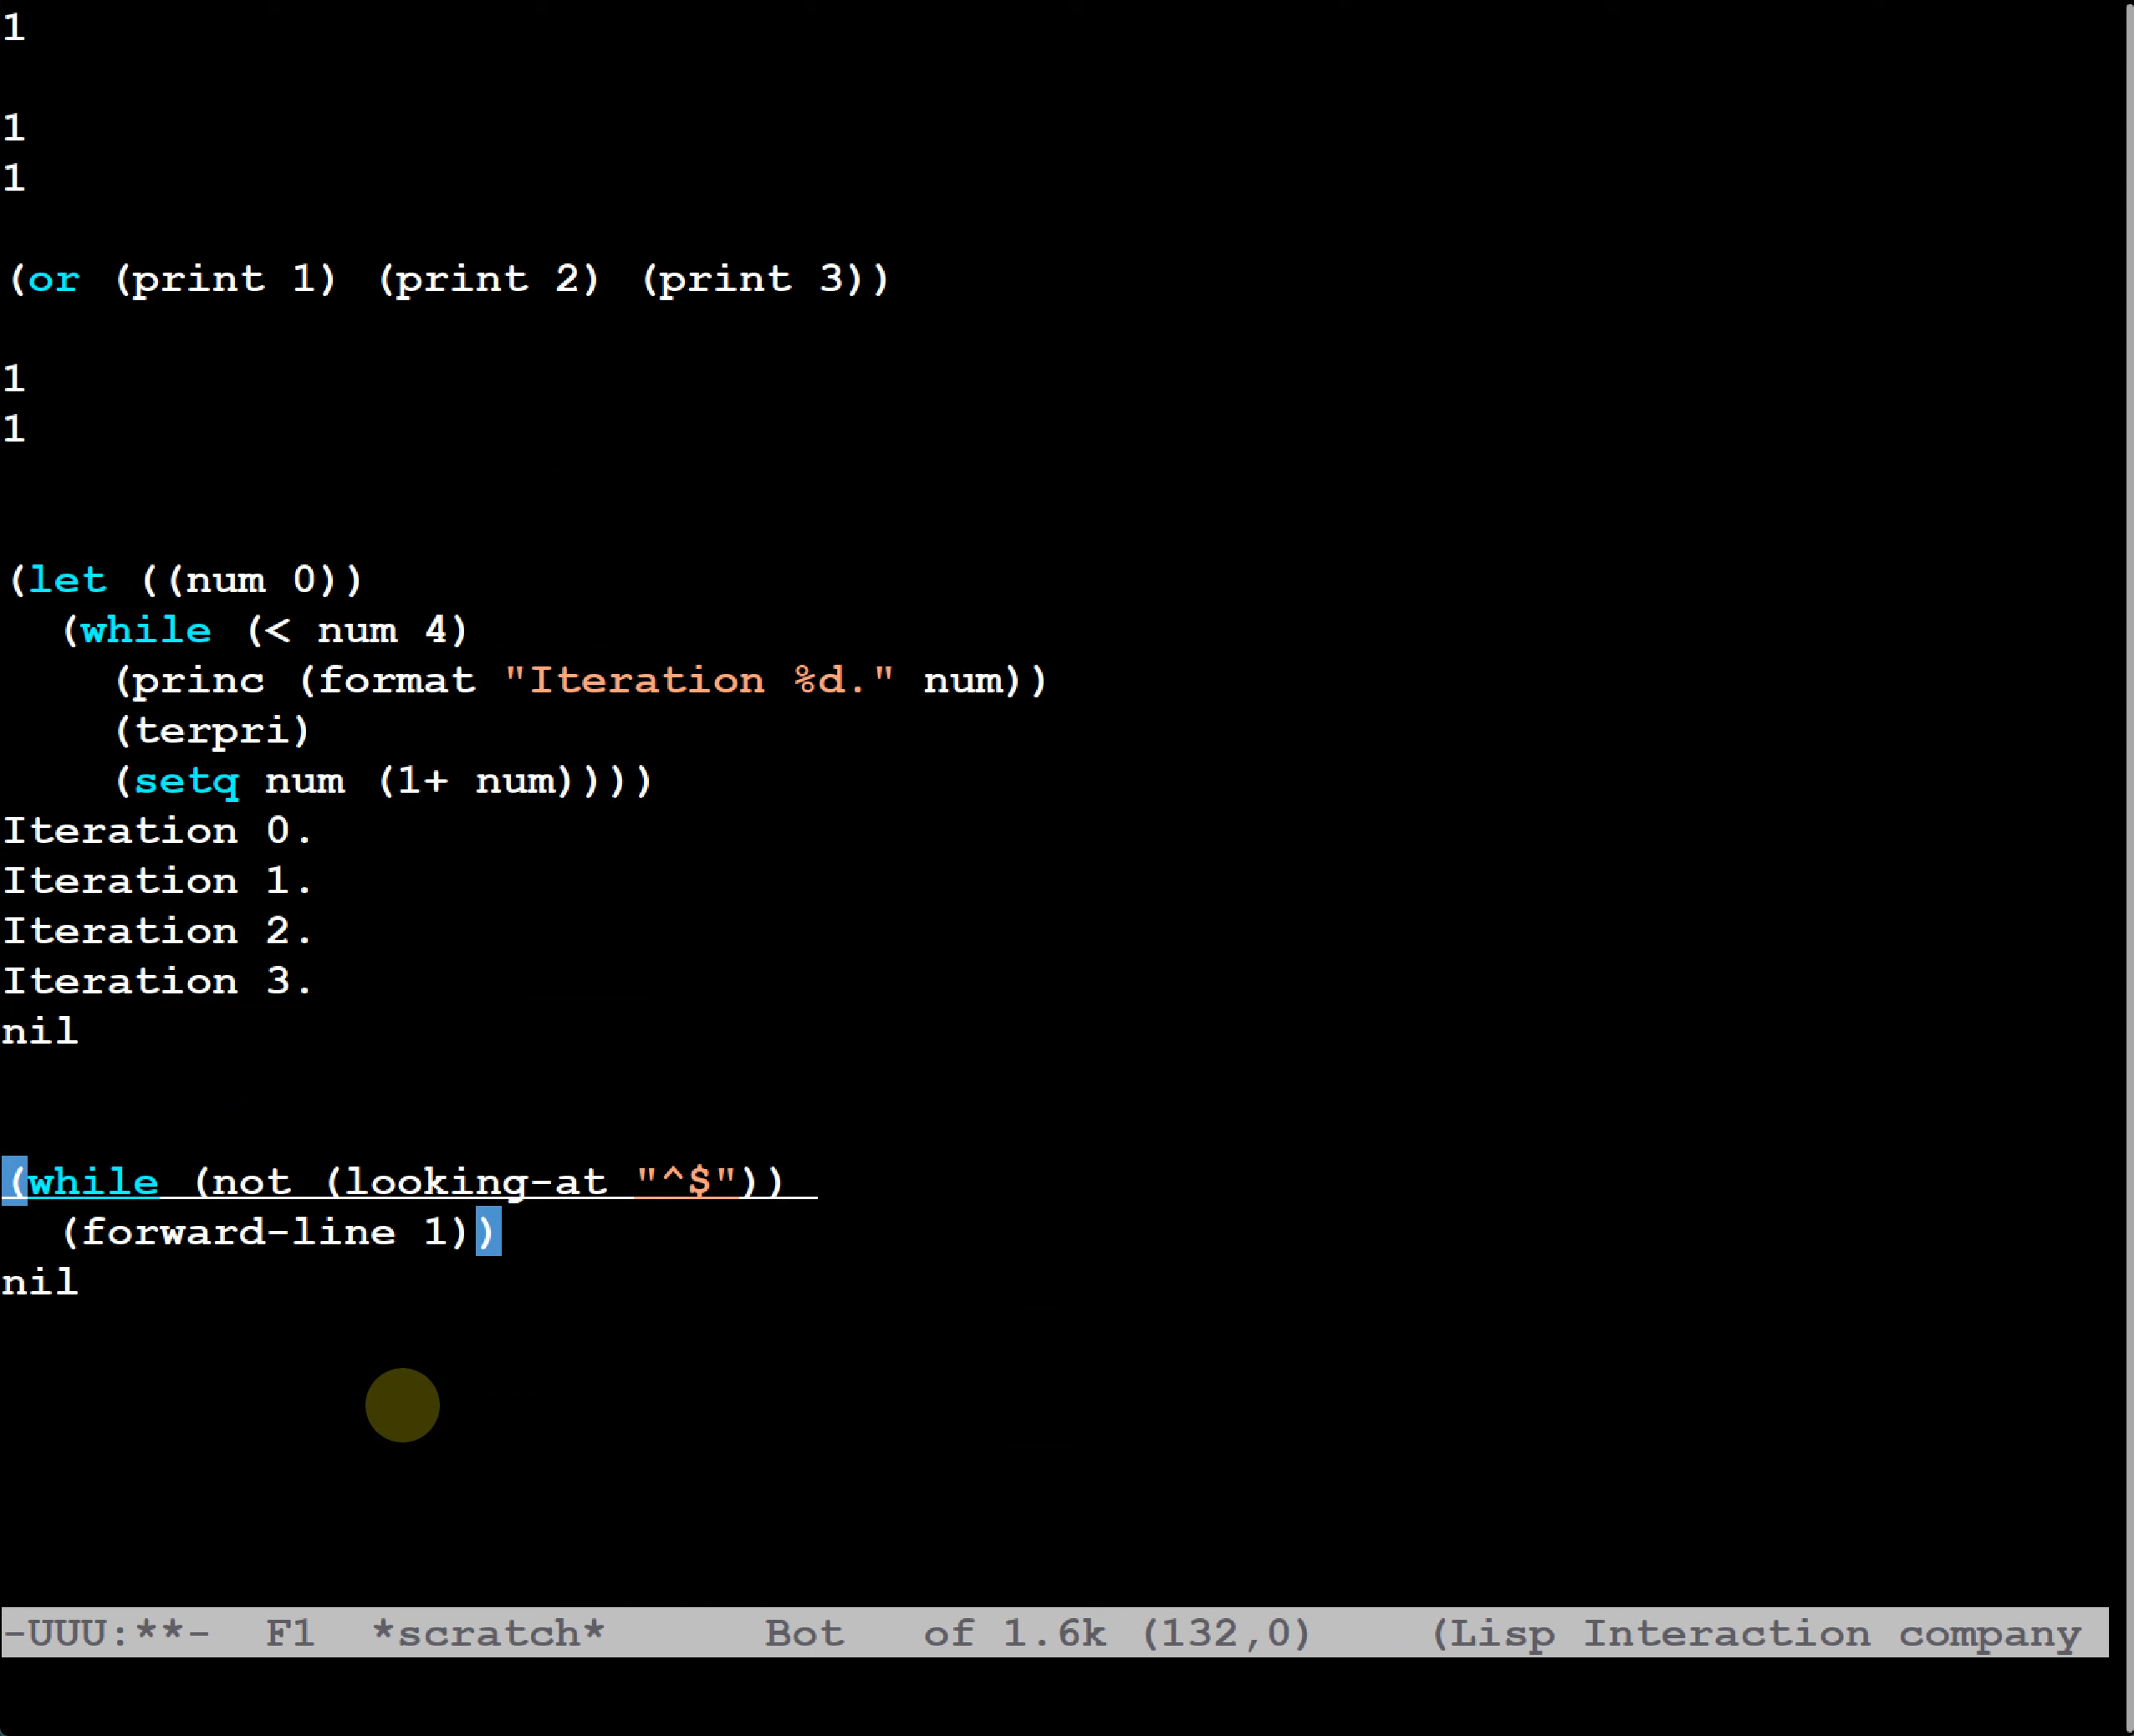 1
1
1
(or (print 1) (print 2) (print 3))
1
1
(let ((num 0))
  (while (< num 4)
    (princ (format "Iteration %d." num))
    (terpri)
    (setq num (1+ num))))
Iteration 0.
Iteration 1.
Iteration 2.
Iteration 3.
nil
(while (not (looking-at "^$"))
  (forward-line 1))
nil
-UUU:**-  F1  *scratch*      Bot   of 1.6k (132,0)     (Lisp Interaction company